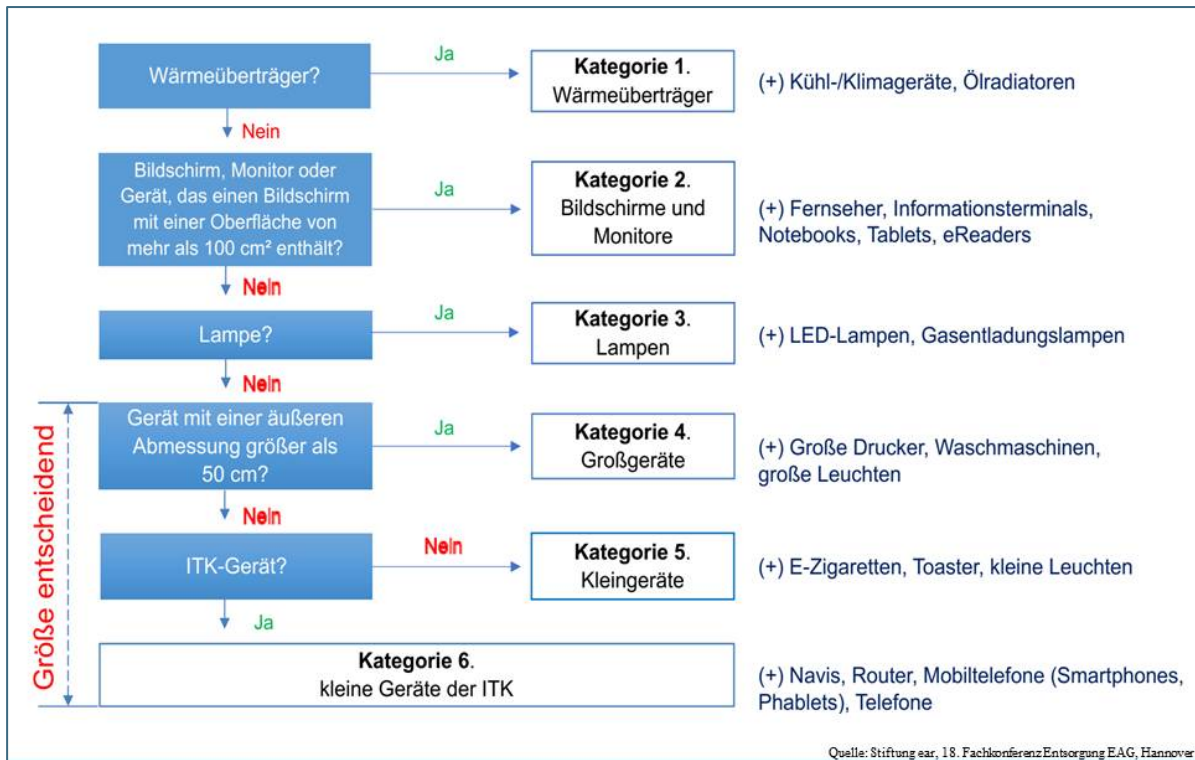 Wärmeüberträger?
Ja
Kategorie 1.
Wärmeüberträger
(+) Kühl-/Klimageräte, Ölradiatoren
Nein
Bildschirm, Monitor oder
Gerät, das einen Bildschirm
mit einer Oberfläche von
mehr als 100 cm² enthält?
Ja
Kategorie 2.
Bildschirme und
Monitore
(+) Fernseher, Informationsterminals,
Notebooks, Tablets, eReaders
Nein
Lampe?
Ja
Kategorie 3.
Lampen
(+) LED-Lampen, Gasentladungslampen
Nein
Größe entscheidend
Gerät mit einer äußeren
Abmessung größer als
50 cm?
Ja
Kategorie 4.
Großgeräte
(+) Große Drucker, Waschmaschinen,
große Leuchten
Nein
ITK-Gerät?
Nein
Kategorie 5.
Kleingeräte
(+) E-Zigaretten, Toaster, kleine Leuchten
Ja
Kategorie 6.
kleine Geräte der ITK
(+) Navis, Router, Mobiltelefone (Smartphones,
Phablets), Telefone
Quelle: Stiftung ear, 18. Fachkonferenz Entsorgung EAG, Hannover